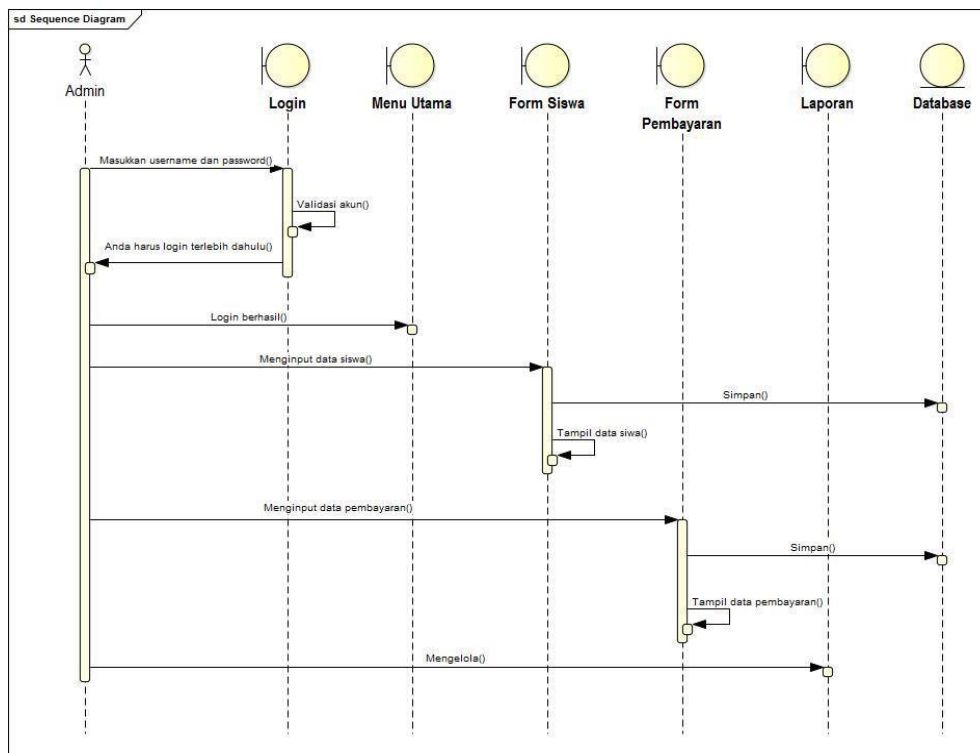 sd Sequence Diagram
Admin
Login
Menu Utama
Form Siswa
Form
Pembayaran
Laporan
Database
Masukkan username dan password()
Validasi akun()
Anda harus login terlebih dahulu()
Login berhasil()
Menginput data siswa()
Simpan()
Tampil data siwa()
Menginput data pembayaran()
Simpan()
Tampil data pembayaran()
Mengelola()